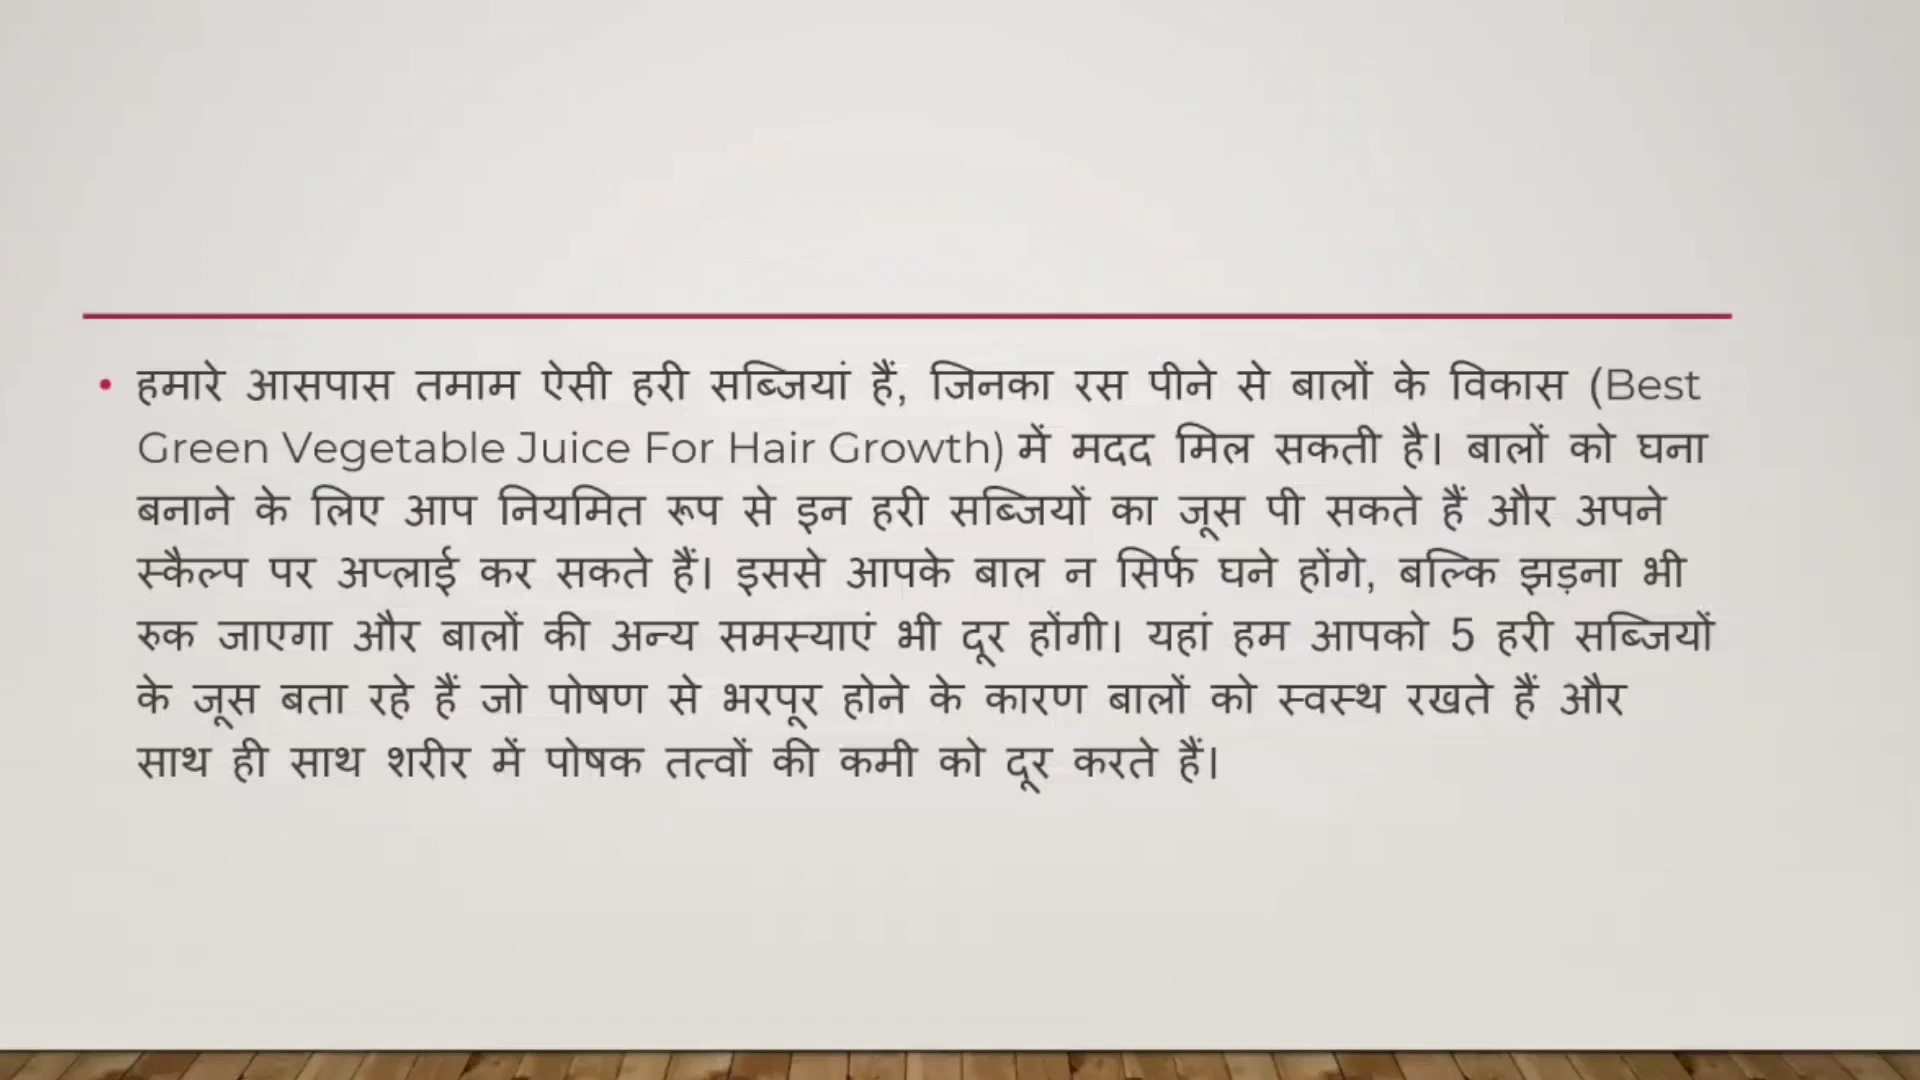 • हमारे आसपास तमाम ऐसी हरी सब्जियां हैं, जिनका रस पीने से बालों के विकास (Best
Green Vegetable Juice For Hair Growth) में मदद मिल सकती है। बालों को घना
बनाने के लिए आप नियमित रूप से इन हरी सब्जियों का जूस पी सकते हैं और अपने
स्कैल्प पर अप्लाई कर सकते हैं। इससे आपके बाल न सिर्फ घने होंगे, बल्कि झड़ना भी
रुक जाएगा और बालों की अन्य समस्याएं भी दूर होंगी। यहां हम आपको 5 हरी सब्जियों
के जूस बता रहे हैं जो पोषण से भरपूर होने के कारण बालों को स्वस्थ रखते हैं और
साथ ही साथ शरीर में पोषक तत्वों की कमी को दूर करते हैं।